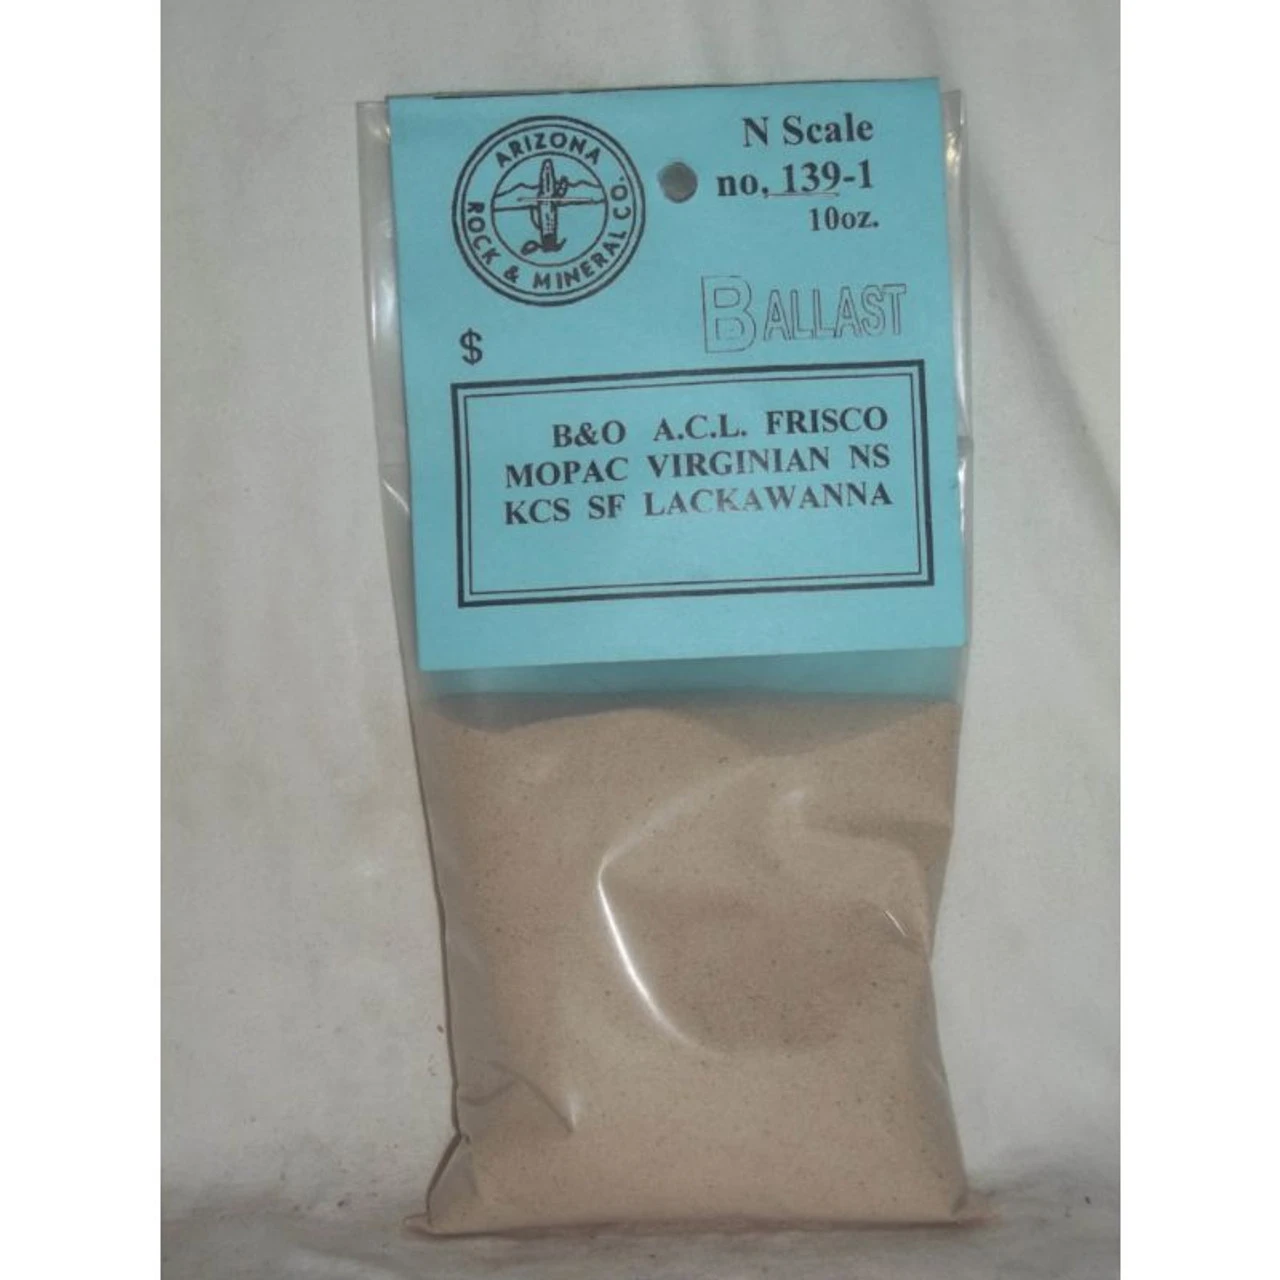 ARIZONA
ROCK & MINERAL CO.
N Scale
no. 139-1
10oz.
BALLAST
$
B&O A.C.L. FRISCO
MOPAC VIRGINIAN NS
KCS SF LACKAWANNA